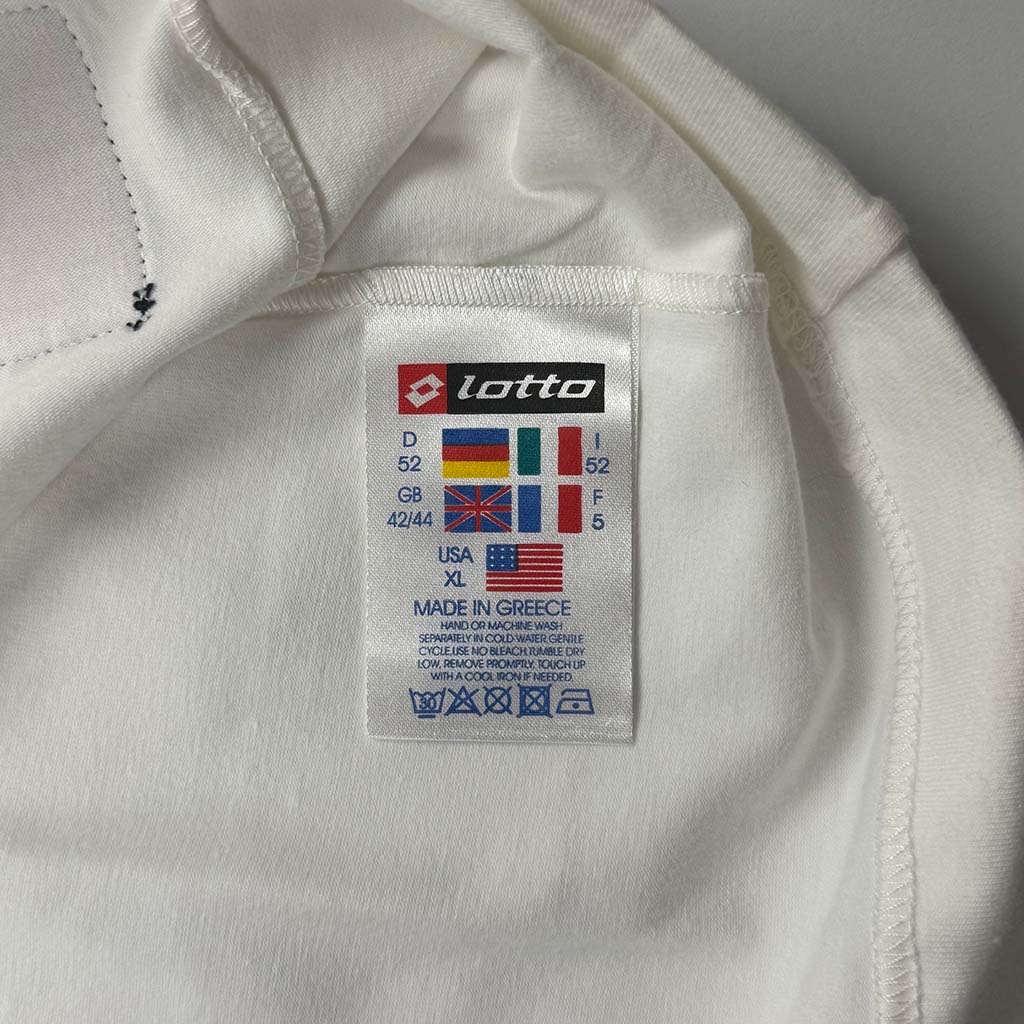 lotto
D I
52 52
GB F
42/44 5
USA
XL
MADE IN GREECE
HAND OR MACHINE WASH
SEPARATELY IN COLD WATER, GENTLE
CYCLE.USE NO BLEACH.TUMBLE DRY
LOW, REMOVE PROMPTLY, TOUCH UP
WITH A COOL IRON IF NEEDED.
30